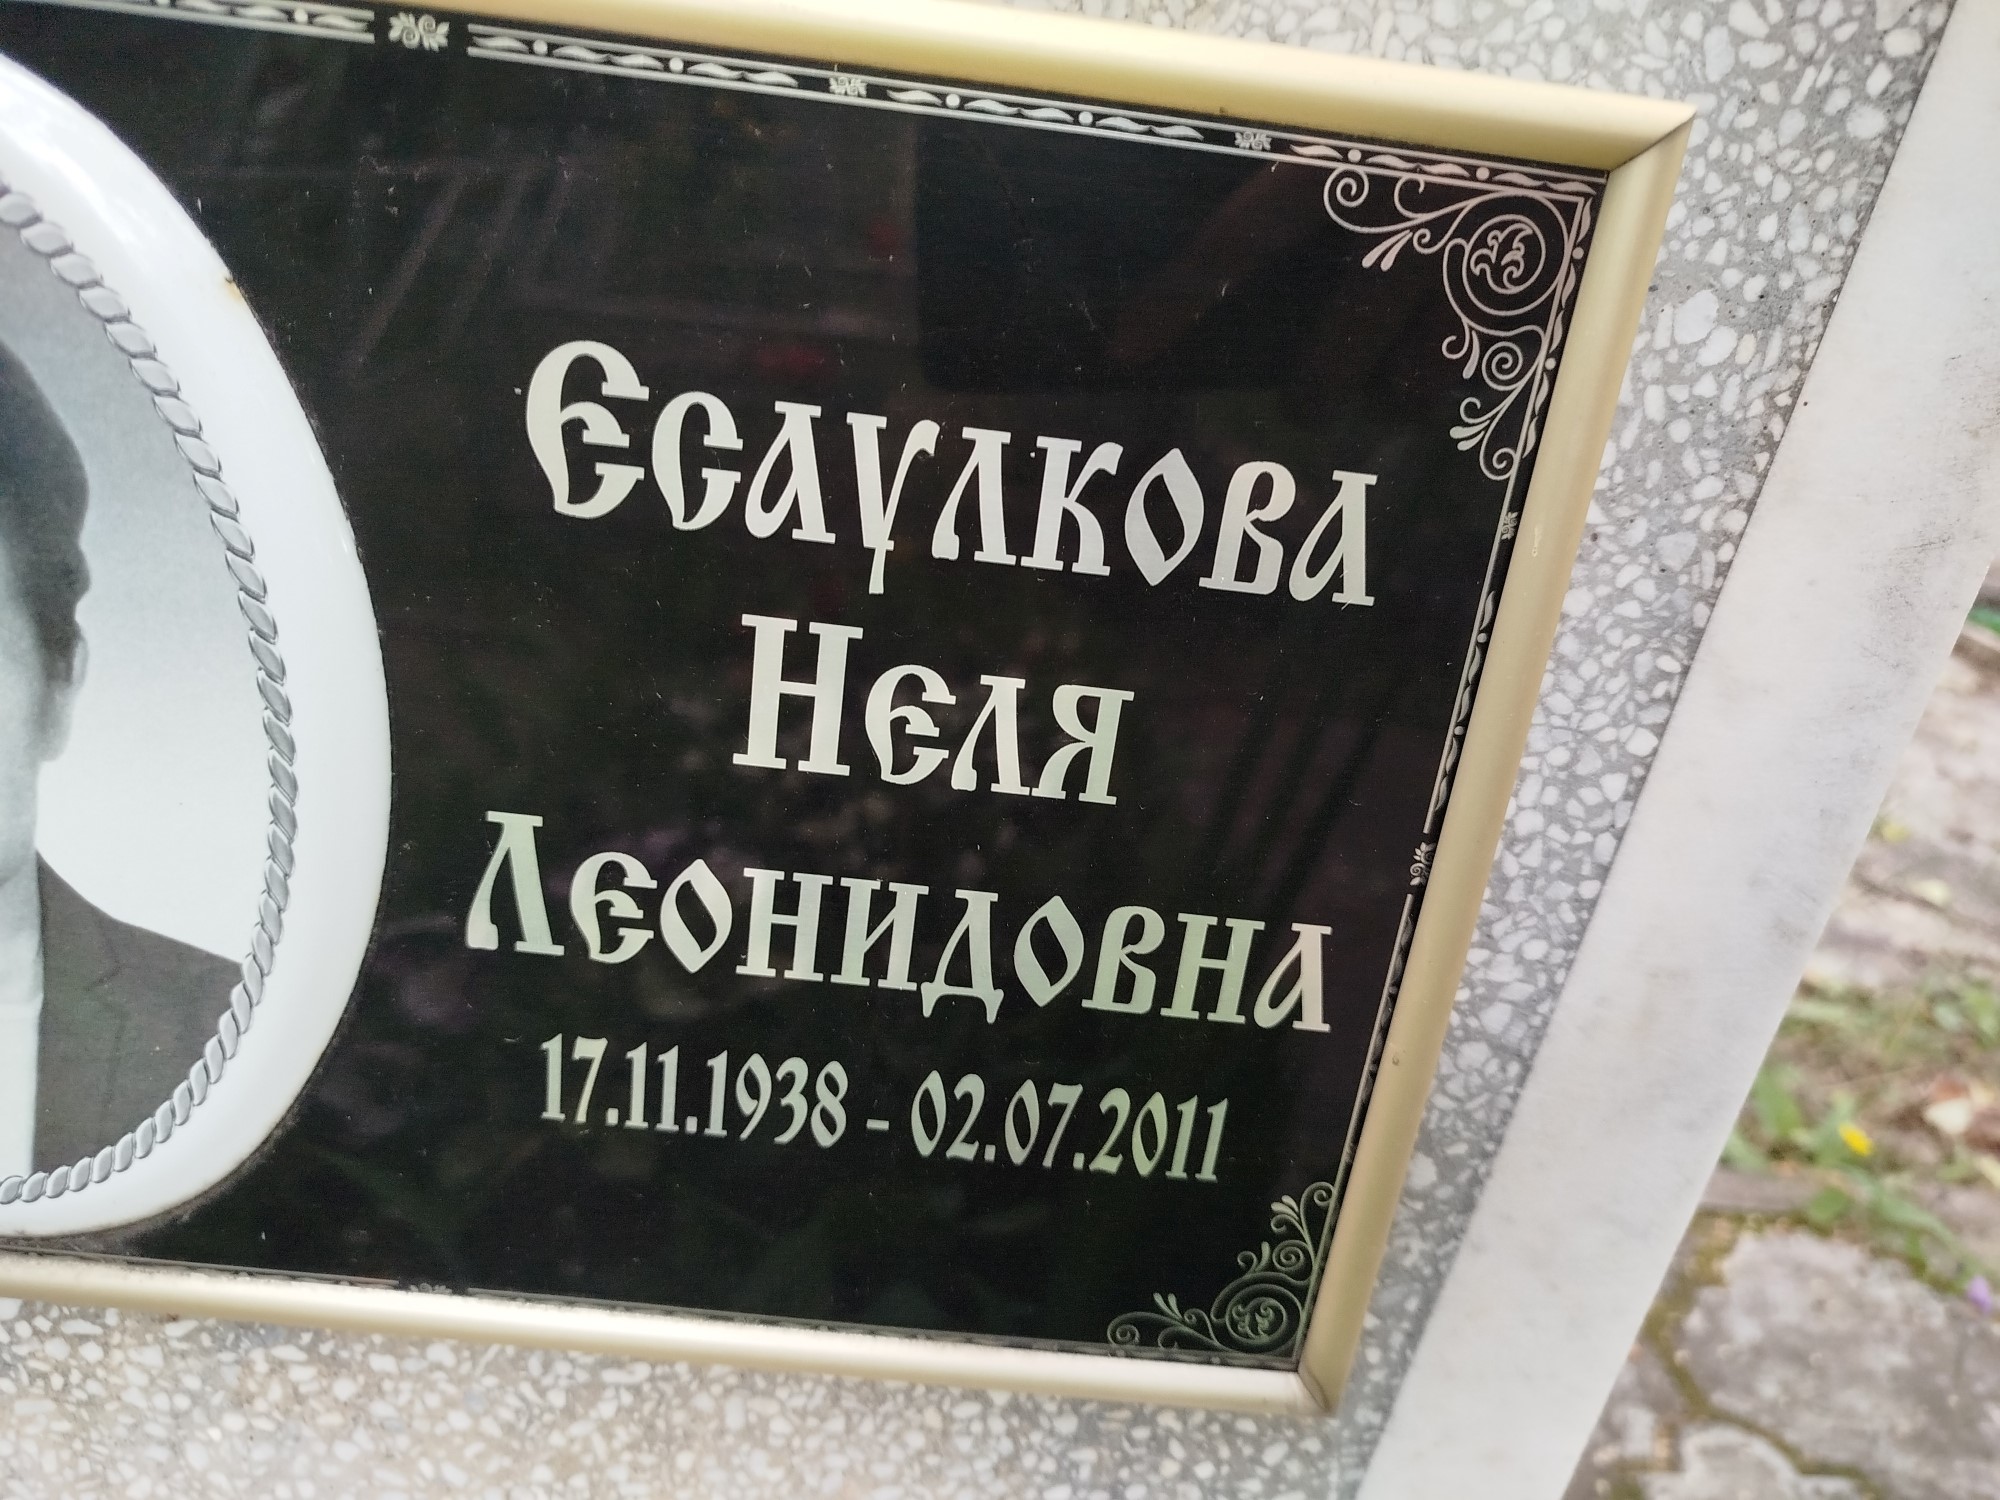 Есаулкова
Неля
Леонидовна
17.11.1938 - 02.07.2011